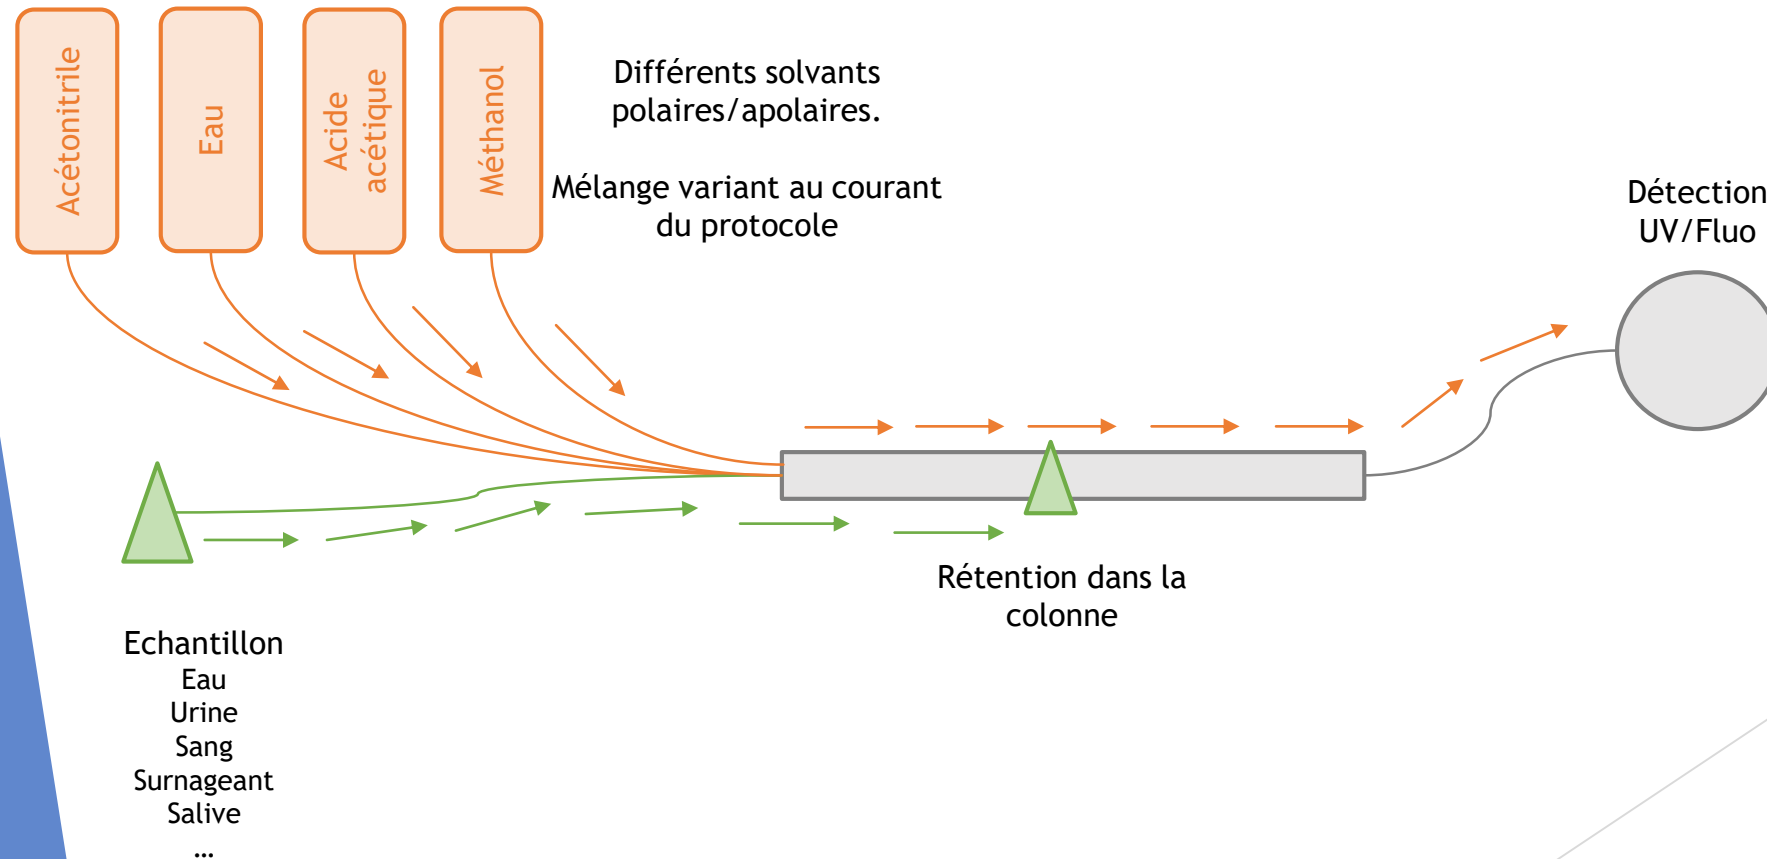 Acétonitrile
Eau
Acide
acétique
Méthanol
Différents solvants
polaires/apolaires.
Mélange variant au courant
du protocole
Détection
UV/Fluo
Rétention dans la
colonne
Echantillon
Eau
Urine
Sang
Surnageant
Salive
…